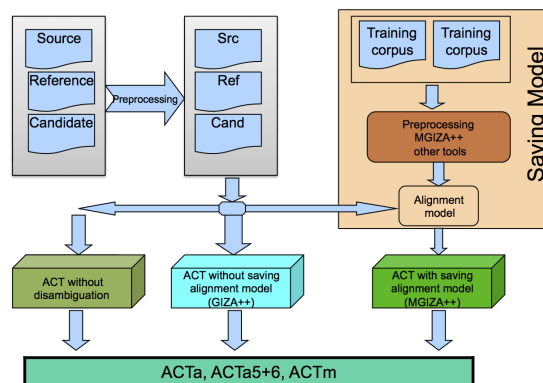 Source
Reference
Candidate
Preprocessing
Src
Ref
Cand
Training
corpus
Training
corpus
Preprocessing
MGIZA++
other tools
Alignment
model
Saving Model
ACT without
disambiguation
ACT without saving
alignment model
(GIZA++)
ACT with saving
alignment model
(MGIZA++)
ACTa, ACTa5+6, ACTm